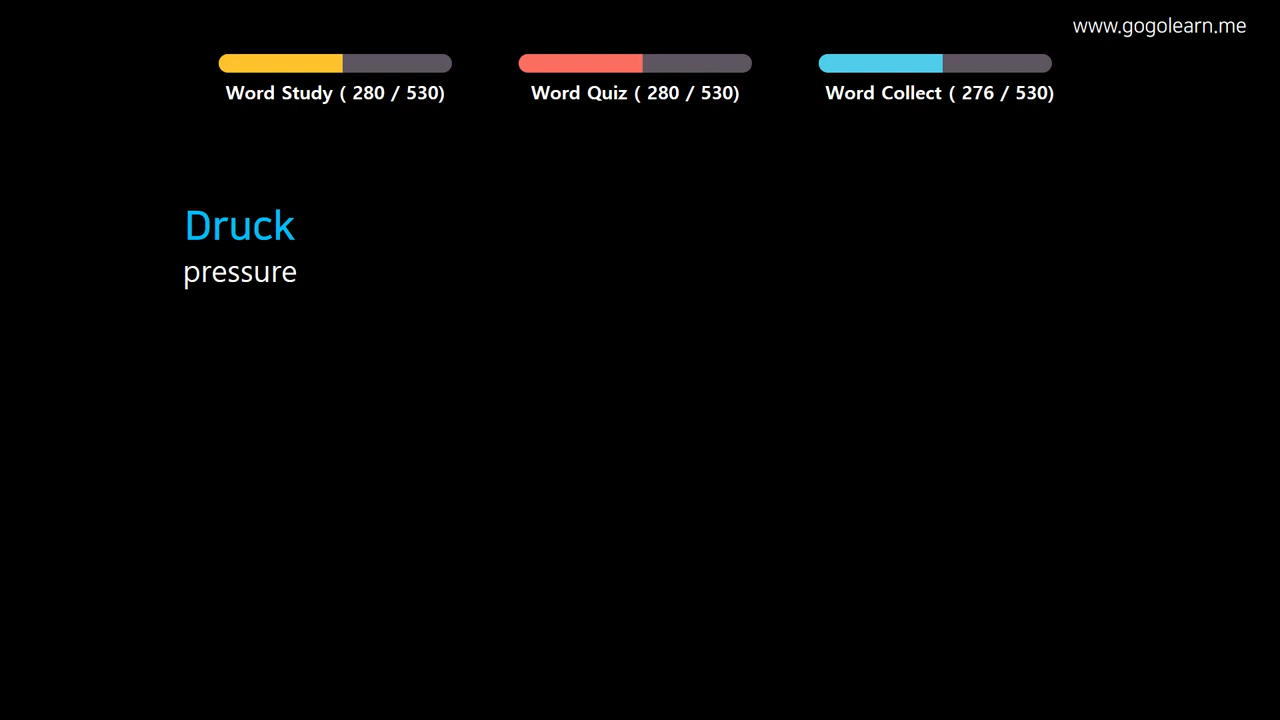 www.gogolearn.me
Word Study ( 280 / 530)
Word Quiz ( 280 / 530)
Word Collect ( 276 / 530)
Druck
pressure